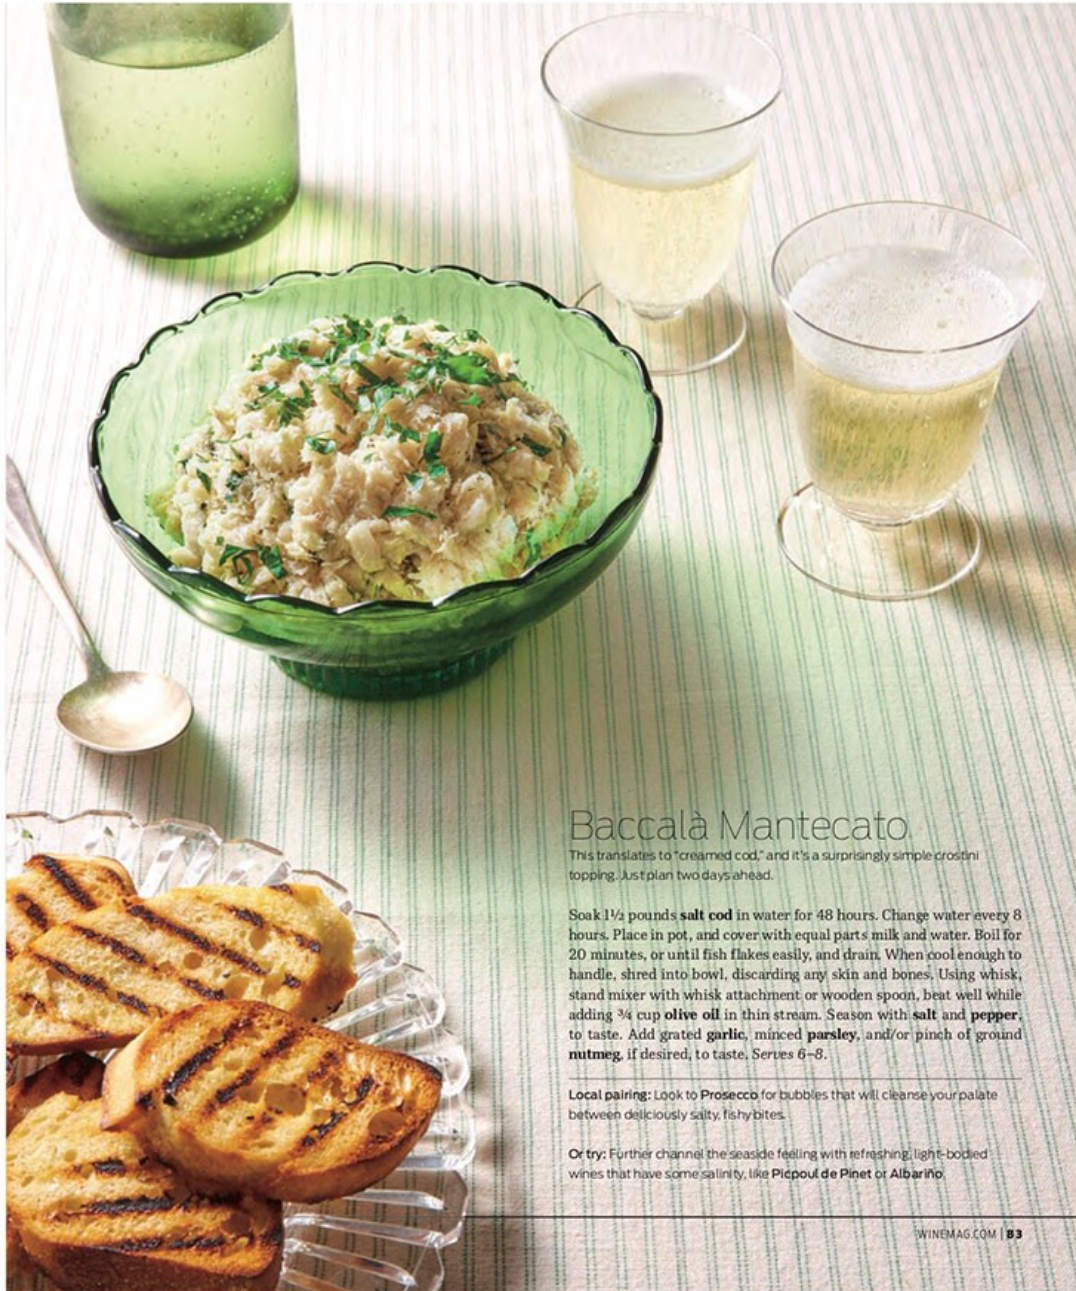 Baccalà Mantecato
This translates to "creamed cod," and it's a surprisingly simple crostini
topping. Just plan two days ahead.
Soak 1½ pounds salt cod in water for 48 hours. Change water every 8
hours. Place in pot, and cover with equal parts milk and water. Boil for
20 minutes, or until fish flakes easily, and drain. When cool enough to
handle, shred into bowl, discarding any skin and bones. Using whisk,
stand mixer with whisk attachment or wooden spoon, beat well while
adding ¾ cup olive oil in thin stream. Season with salt and pepper,
to taste. Add grated garlic, minced parsley, and/or pinch of ground
nutmeg, if desired, to taste. Serves 6–8.
Local pairing: Look to Prosecco for bubbles that will cleanse your palate
between deliciously salty, fishy bites.
Or try: Further channel the seaside feeling with refreshing, light-bodied
wines that have some salinity, like Picpoul de Pinet or Albariño.
WINEMAG.COM | 83